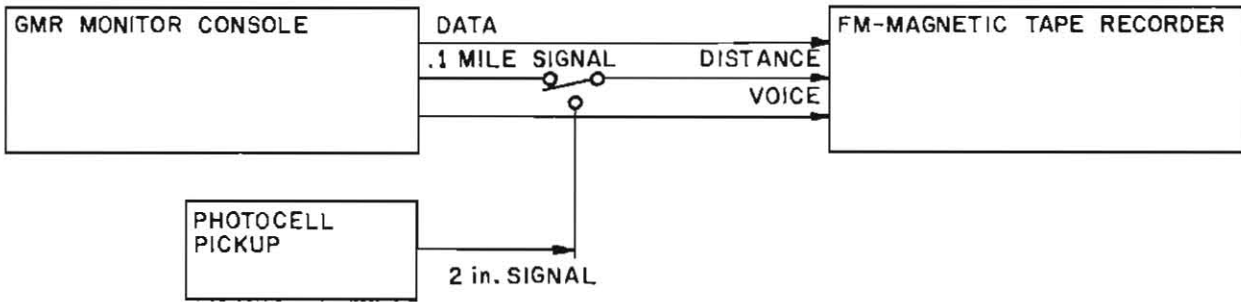 GMR MONITOR CONSOLE
DATA
FM-MAGNETIC TAPE RECORDER
.1 MILE SIGNAL
DISTANCE
VOICE
PHOTOCELL
PICKUP
2 in. SIGNAL